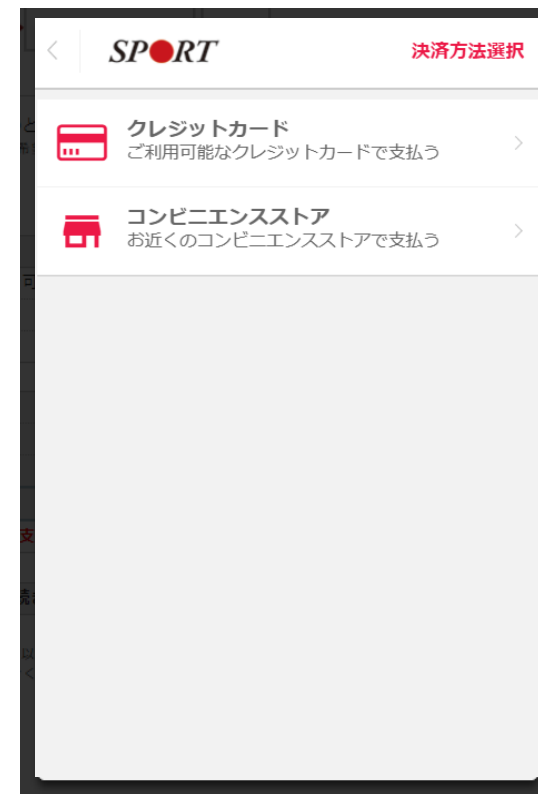 SPORT
決済方法選択
クレジットカード
ご利用可能なクレジットカードで支払う
コンビニエンスストア
お近くのコンビニエンスストアで支払う